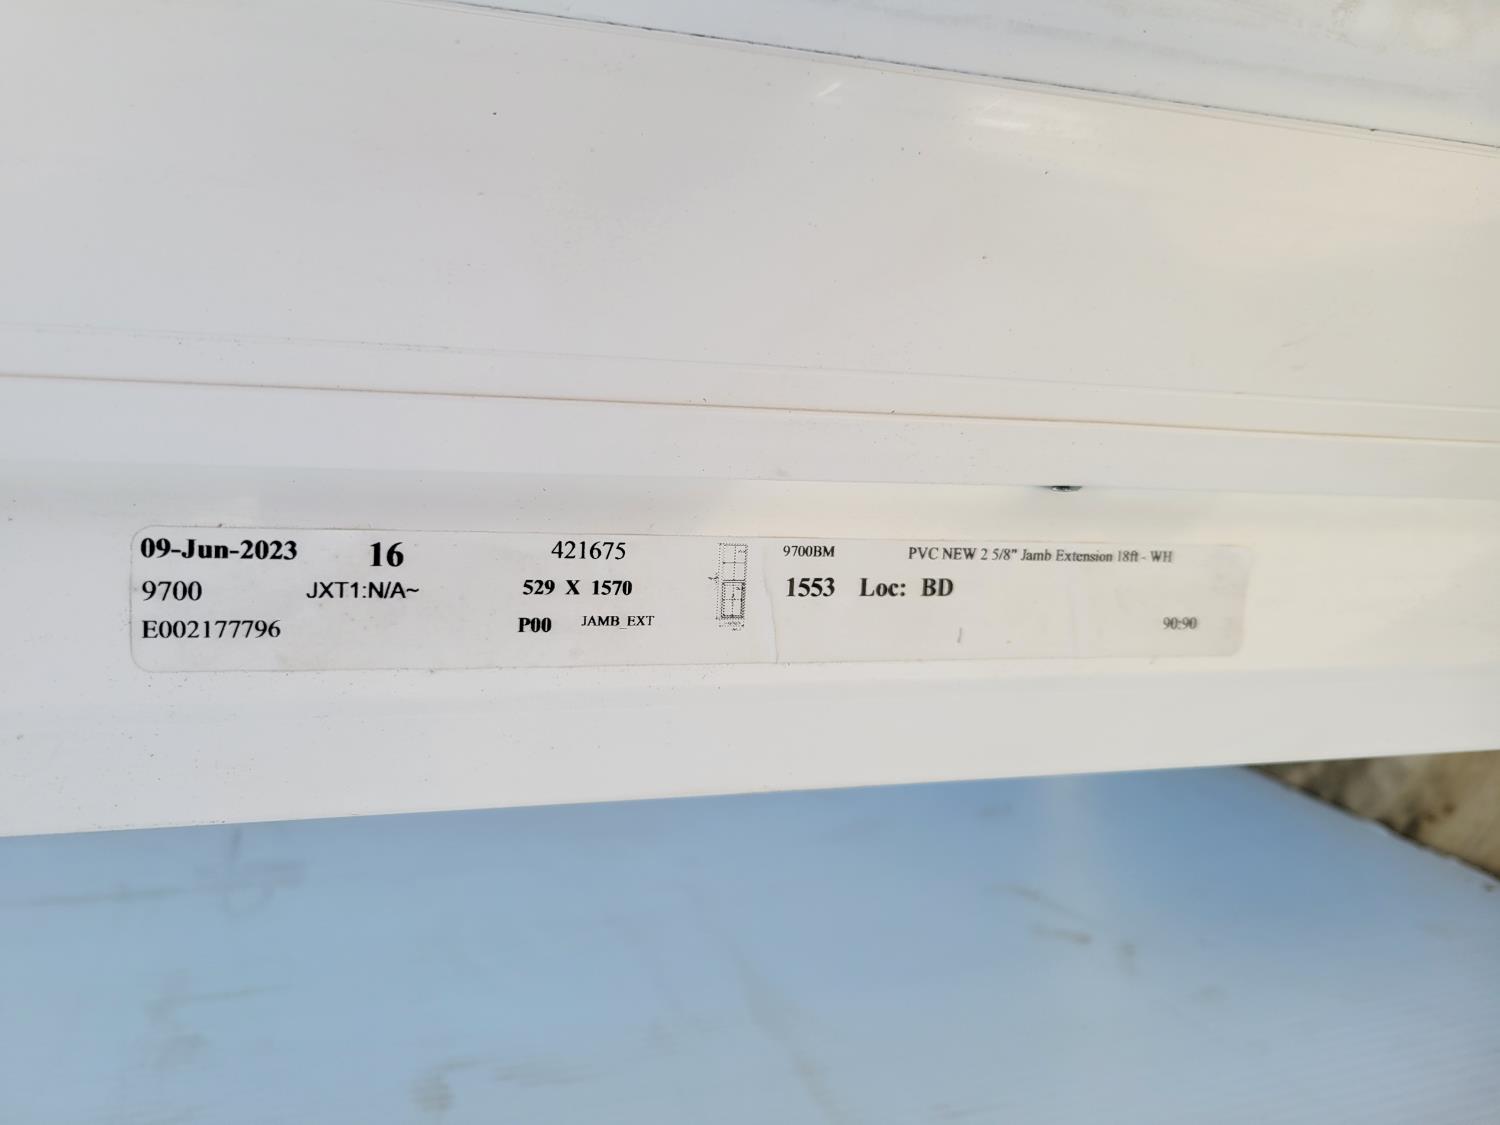 09-Jun-2023 16 421675 9700BM PVC NEW 2 5/8" Jamb Extension 18ft - WH
9700 JXT1:N/A~ 529 X 1570 1553 Loc: BD
E002177796 P00 JAMB_EXT 90:90